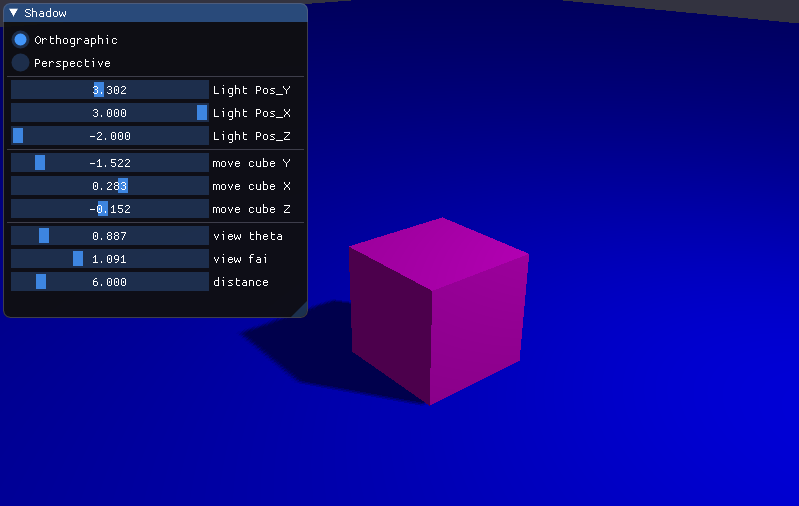 Shadow
Orthographic
Perspective
3.302 Light Pos_Y
3.000 Light Pos_X
-2.000 Light Pos_Z
-1.522 move cube Y
0.283 move cube X
-0.152 move cube Z
0.887 view theta
1.091 view fai
6.000 distance